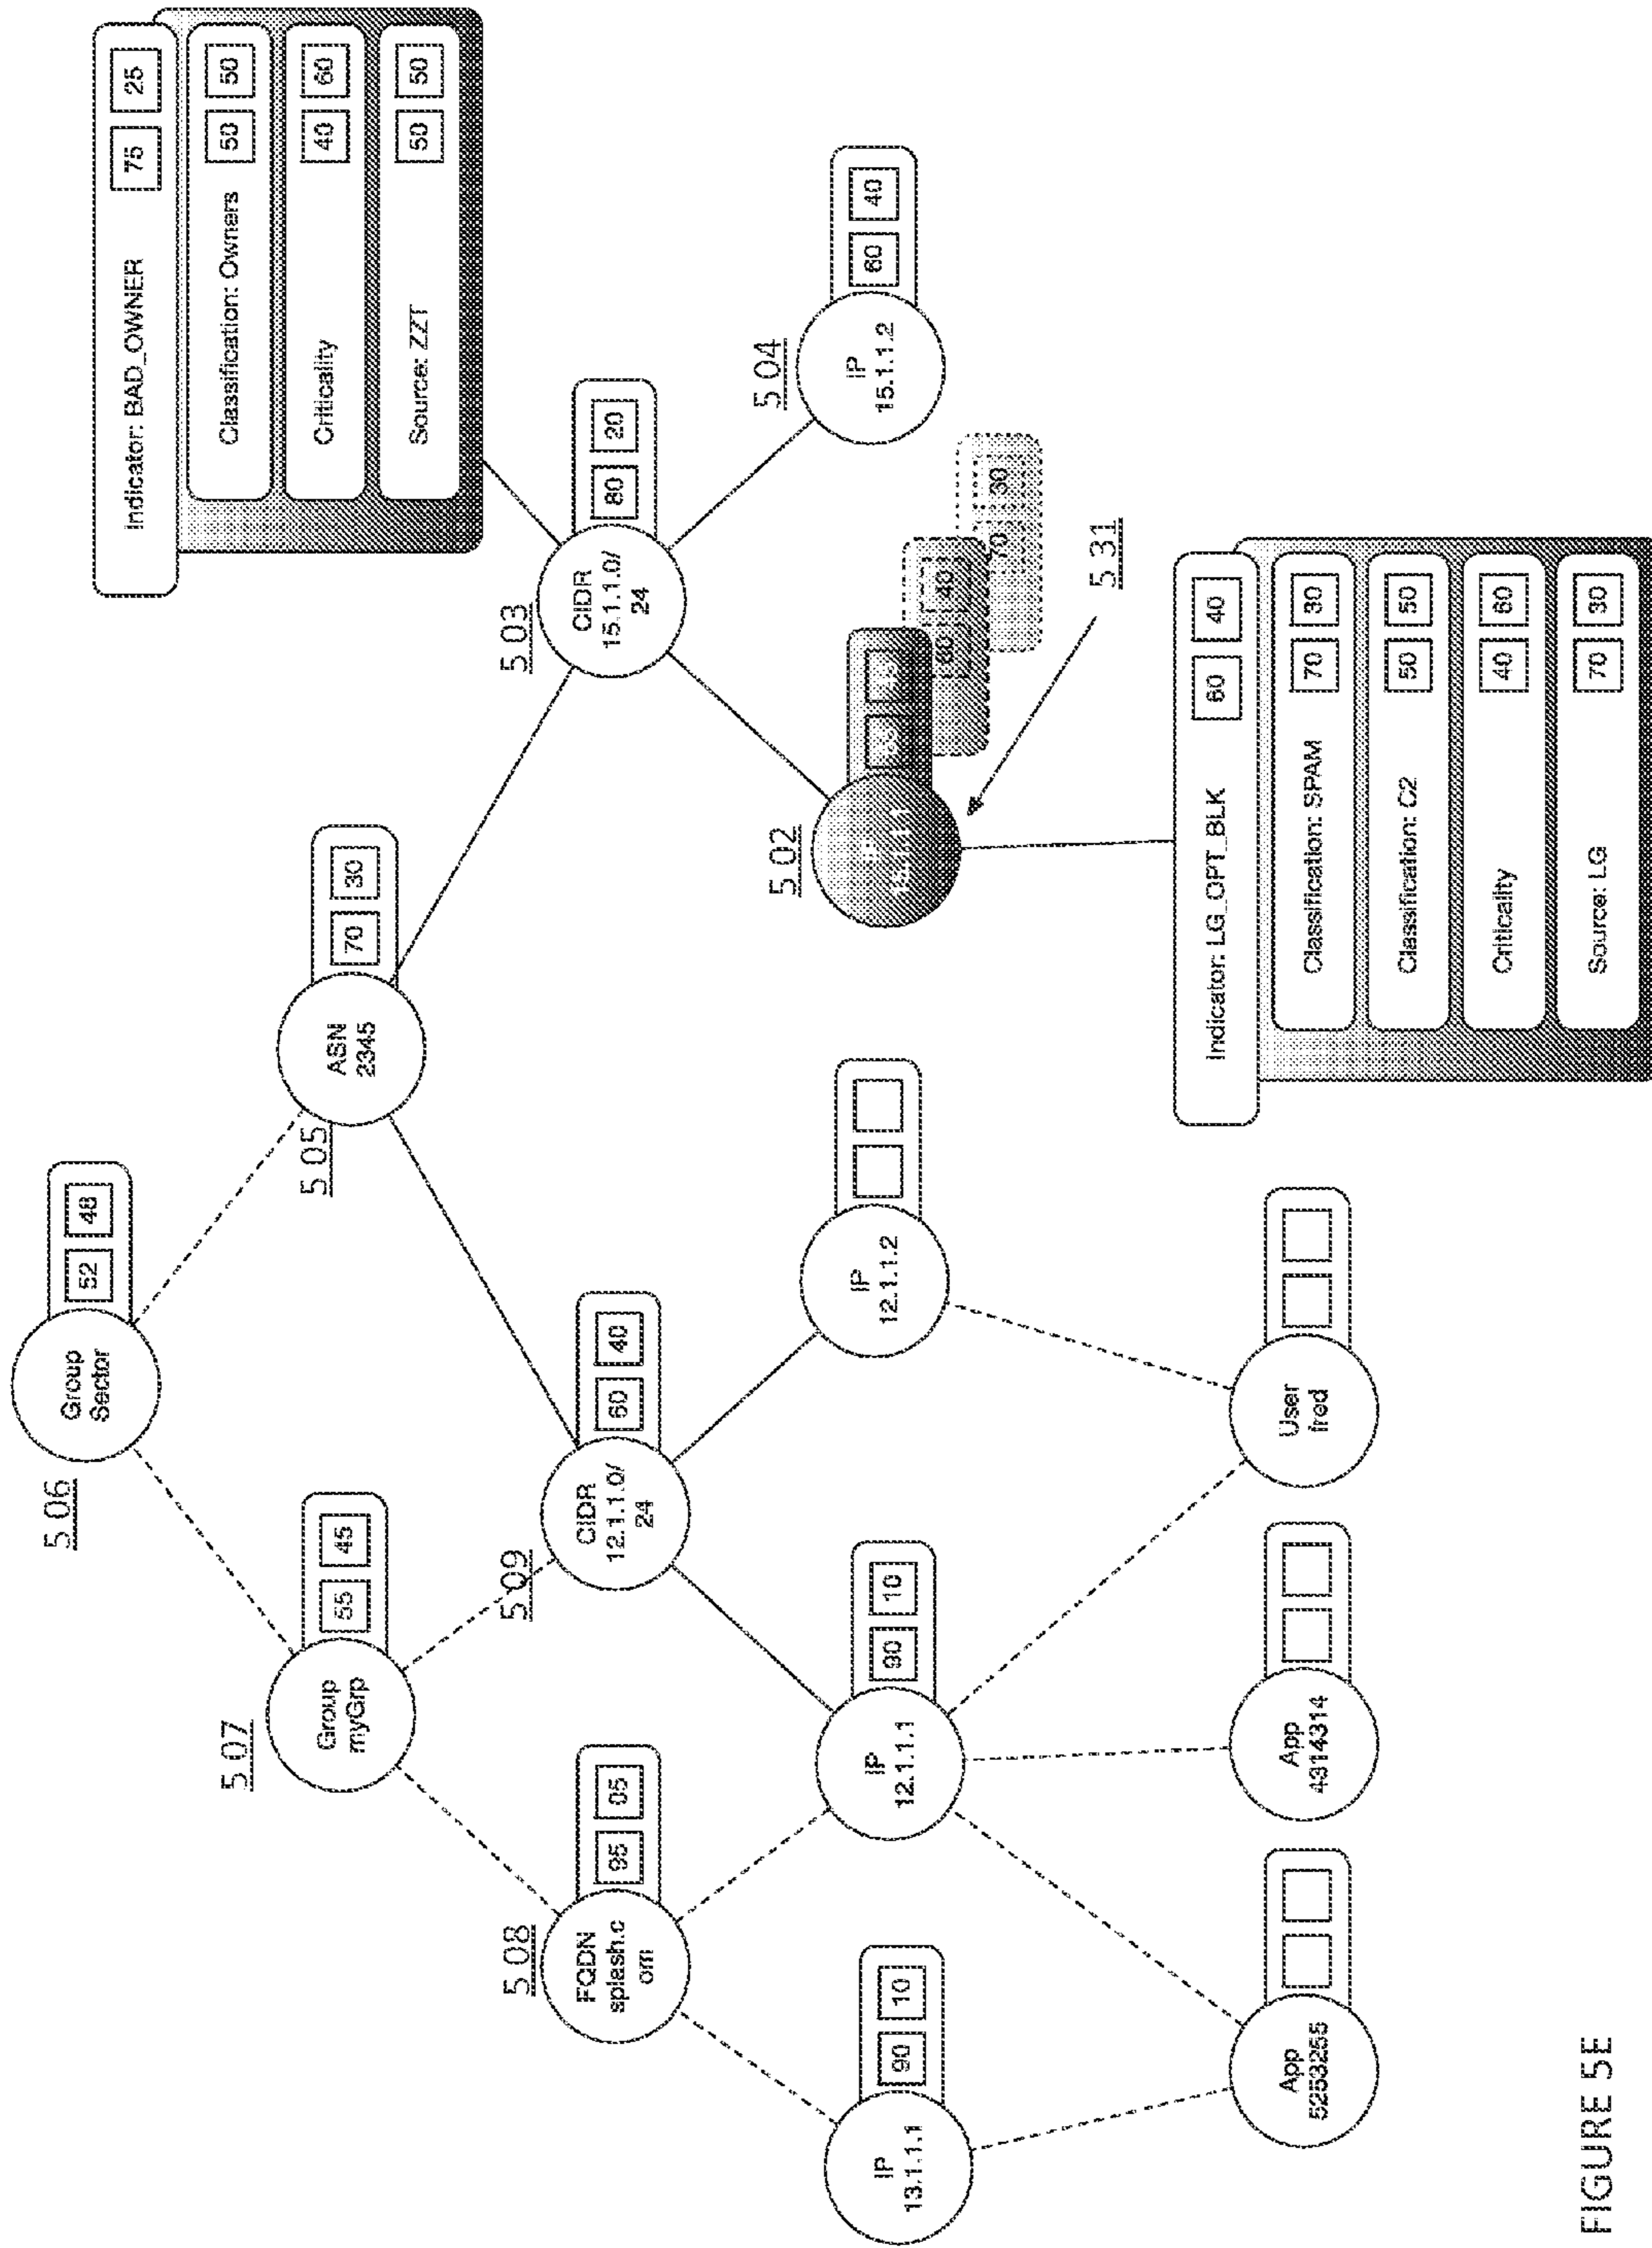 5.06
Group
Sector
52 48
5.07
Group
myGrp
55 45
5.05
ASN
2345
70 30
Indicator: BAD_OWNER 75 25
Classification: Owners 50 50
Criticality 40 60
Source: ZZT 50 50
5.08
FQDN
splash.c
om
95 05
5.09
CIDR
12.1.1.0/
24
60 40
5.03
CIDR
15.1.1.0/
24
80 20
IP
13.1.1.1
90 10
IP
12.1.1.1
90 10
IP
12.1.1.2
5.02
IP
60 40
70 30
5.04
IP
15.1.1.2
60 40
5.31
App
5253255
App
4314314
User
fred
Indicator: LG_OPT_BLK 60 40
Classification: SPAM 70 30
Classification: C2 50 50
Criticality 40 60
Source: LG 70 30
FIGURE 5E